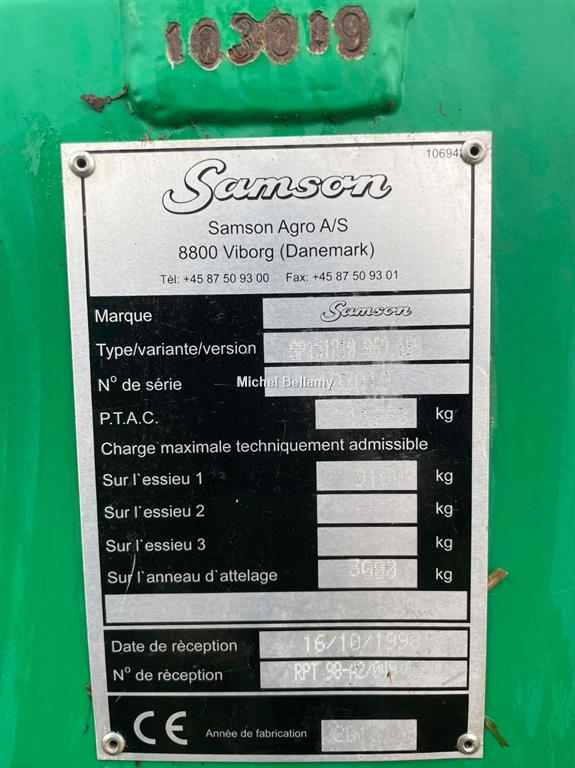 103019
10694
Samson
Samson Agro A/S
8800 Viborg (Danemark)
Tèl: +45 87 50 93 00 Fax: +45 87 50 93 01
Marque Samson
Type/variante/version
N° de série
Michel Bellamy
P.T.A.C. kg
Charge maximale techniquement admissible
Sur l`essieu 1 kg
Sur l`essieu 2 kg
Sur l`essieu 3 kg
Sur l`anneau d`attelage 3000 kg
Date de rèception 16/10/1998
N° de rèception RPT
CE Annèe de fabrication